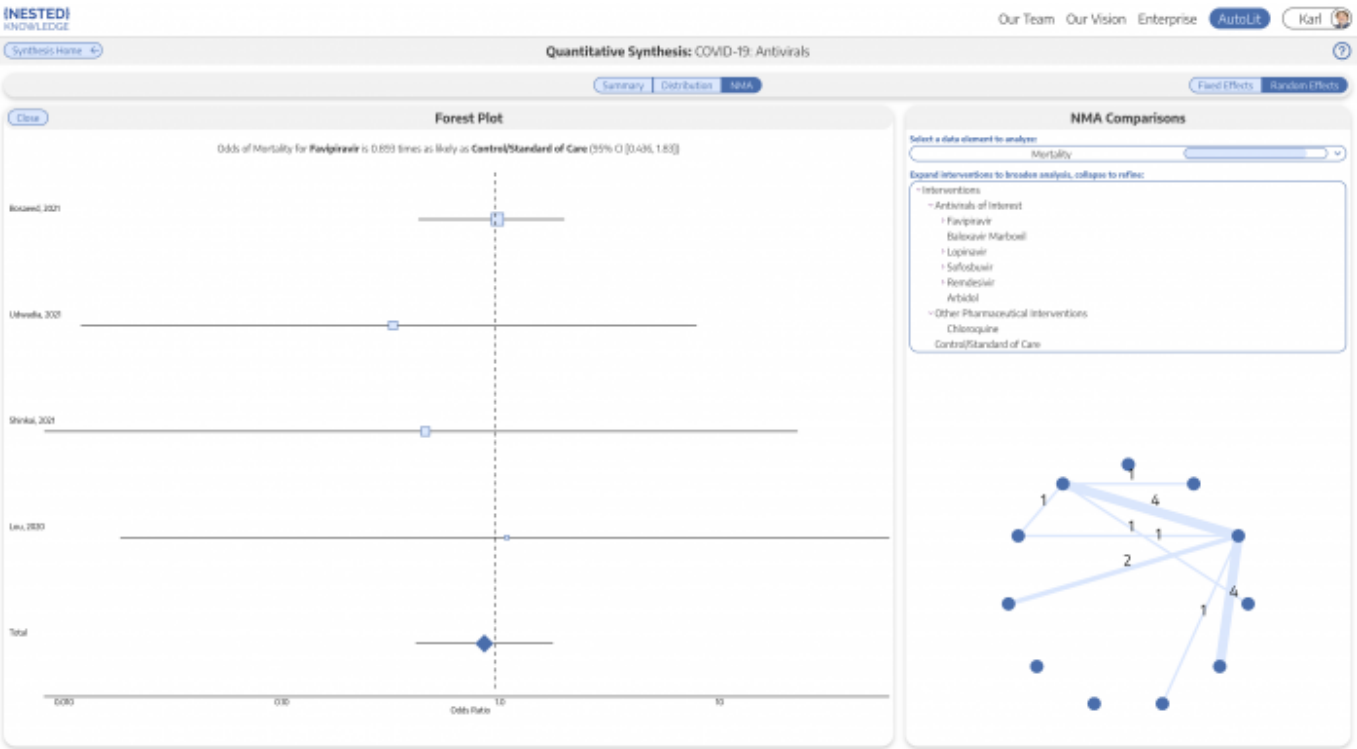 {NESTED}
KNOWLEDGE
Our Team Our Vision Enterprise AutoLit Karl
Synthesis Home
Quantitative Synthesis: COVID-19: Antivirals
?
Summary Distribution NMA
Fixed Effects Random Effects
Close
Forest Plot
Odds of Mortality for Favipiravir is 0.893 times as likely as Control/Standard of Care (95% CI [0.436, 1.83])
Bosaeed, 2021
Udwadia, 2021
Shinkai, 2021
Lou, 2020
Total
0.010 0.10 1.0 10
Odds Ratio
NMA Comparisons
Select a data element to analyze:
Mortality
Expand interventions to broaden analysis, collapse to refine:
Interventions
Antivirals of Interest
Favipiravir
Baloxavir Marboxil
Lopinavir
Sofosbuvir
Remdesivir
Arbidol
Other Pharmaceutical Interventions
Chloroquine
Control/Standard of Care
1
1
4
1
1
2
4
1